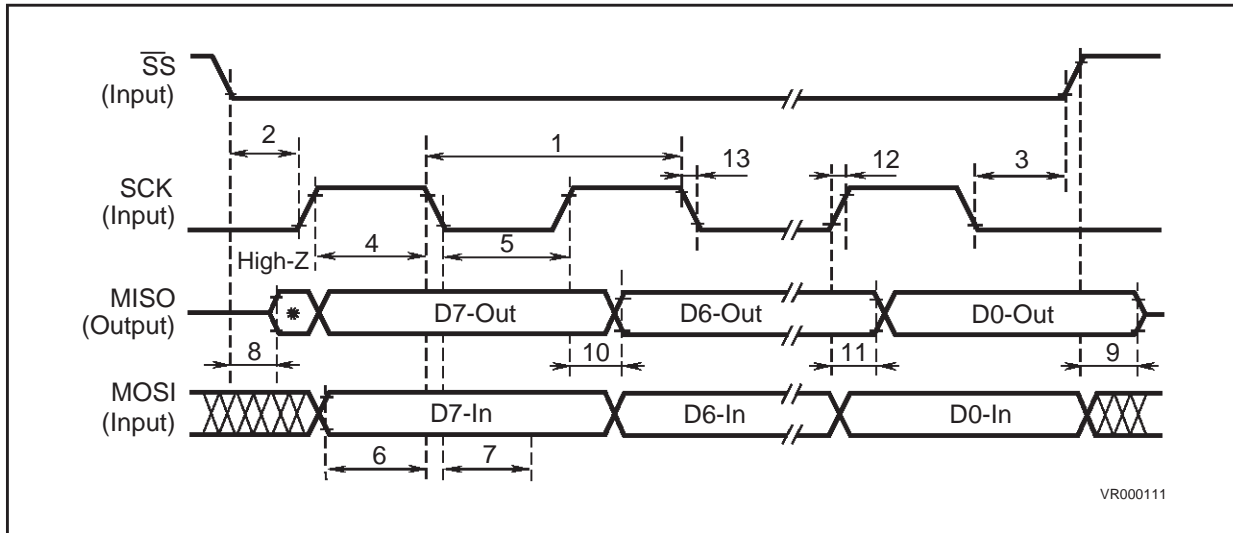 SS
(Input)
2
1
13
12
3
SCK
(Input)
4
5
High-Z
MISO
(Output)
*
D7-Out
D6-Out
D0-Out
8
10
11
9
MOSI
(Input)
D7-In
D6-In
D0-In
6
7
VR000111